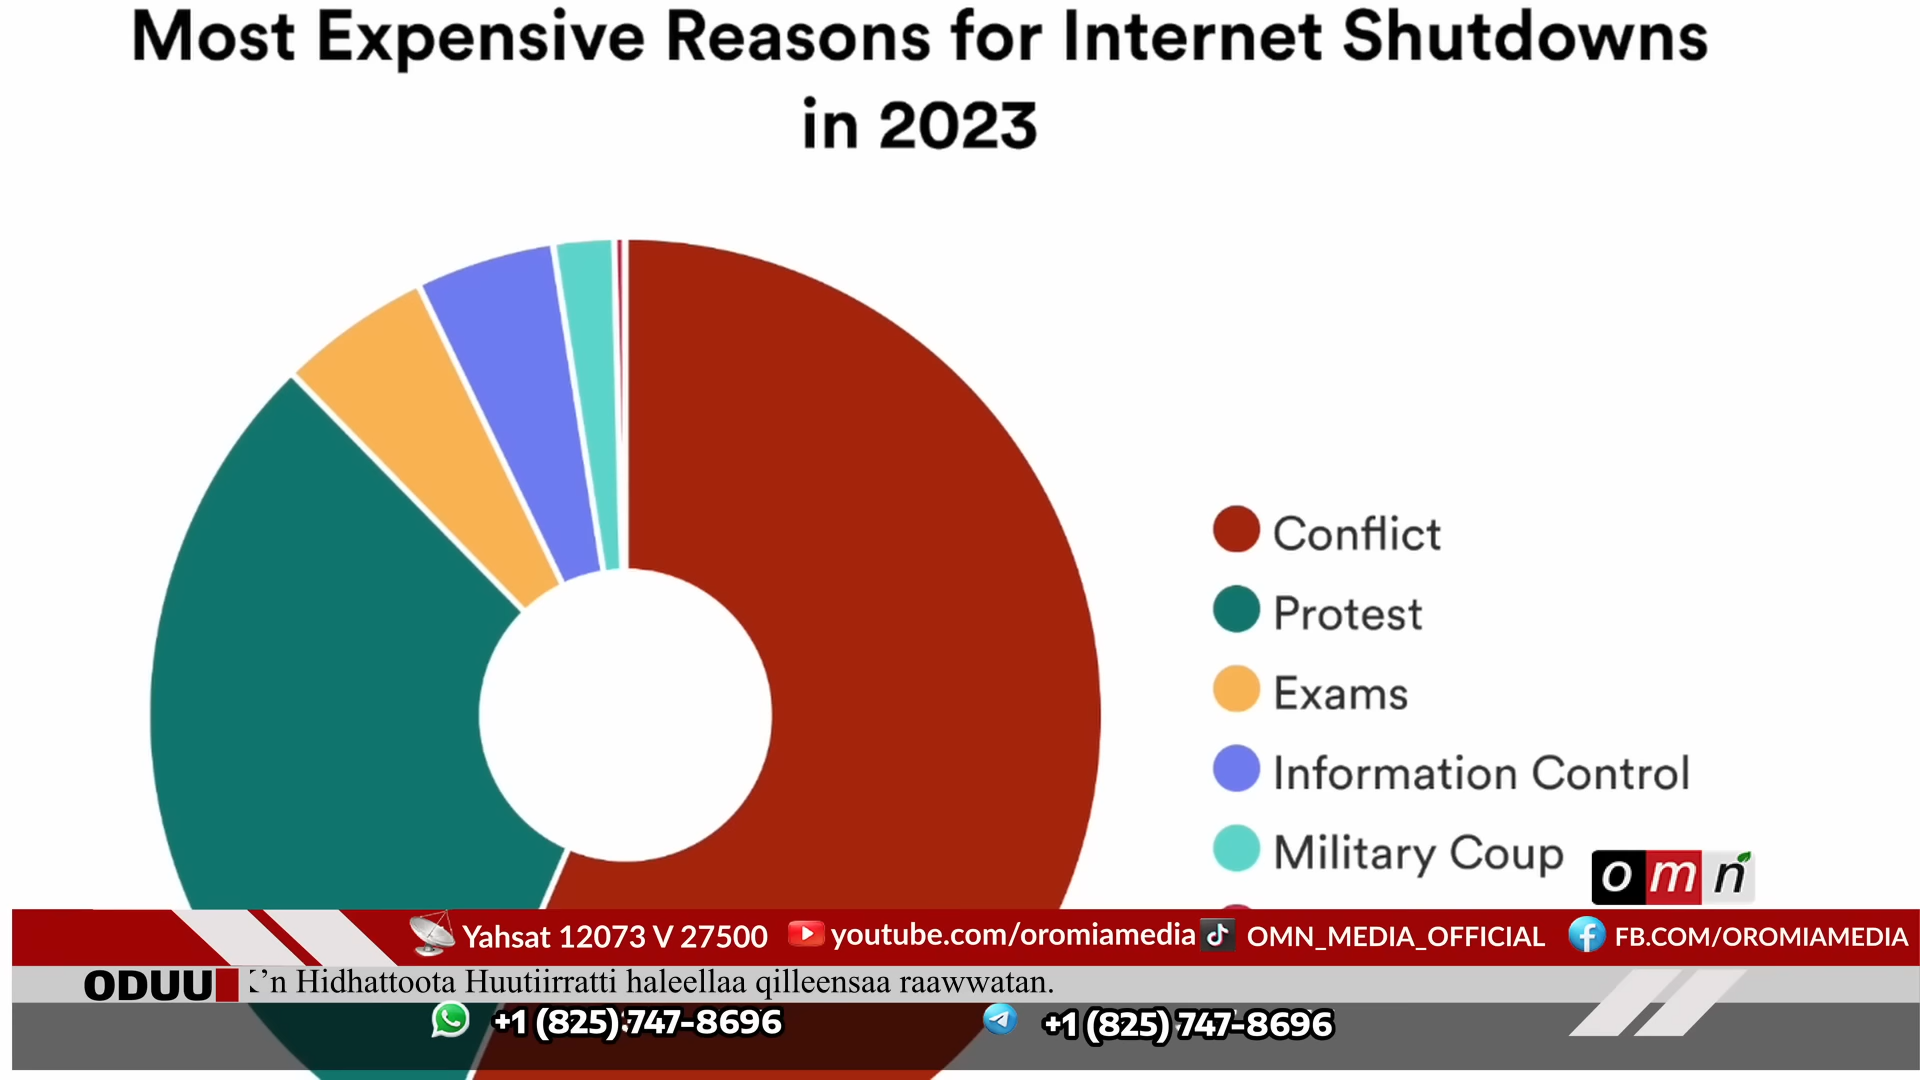 Most Expensive Reasons for Internet Shutdowns
in 2023
Conflict
Protest
Exams
Information Control
Military Coup
omn
Yahsat 12073 V 27500 youtube.com/oromiamedia OMN_MEDIA_OFFICIAL FB.COM/OROMIAMEDIA
ODUU 'n Hidhattoota Huutiirratti haleellaa qilleensaa raawwatan.
+1 (825) 747-8696 +1 (825) 747-8696